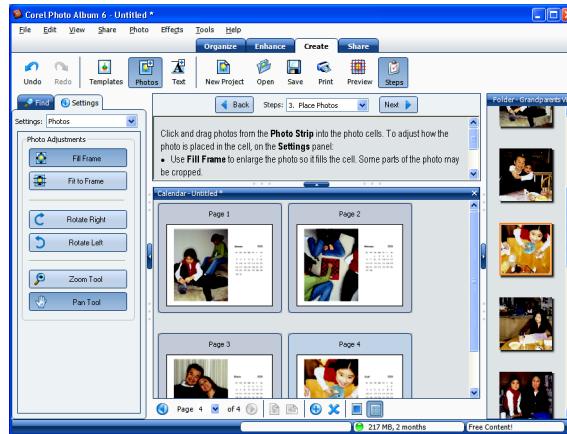 Corel Photo Album 6 - Untitled *
File Edit View Share Photo Effects Tools Help
Organize Enhance Create Share
Undo Redo Templates Photos Text New Project Open Save Print Preview Steps
Find Settings
Back Steps: 3. Place Photos Next
Folder - Grandparents Vi
Settings: Photos
Photo Adjustments
Fill Frame
Fit to Frame
Rotate Right
Rotate Left
Zoom Tool
Pan Tool
Click and drag photos from the Photo Strip into the photo cells. To adjust how the
photo is placed in the cell, on the Settings panel:
• Use Fill Frame to enlarge the photo so it fills the cell. Some parts of the photo may
be cropped.
Calendar - Untitled *
Page 1 Page 2
Page 3 Page 4
Page 4 of 4
217 MB, 2 months Free Content!